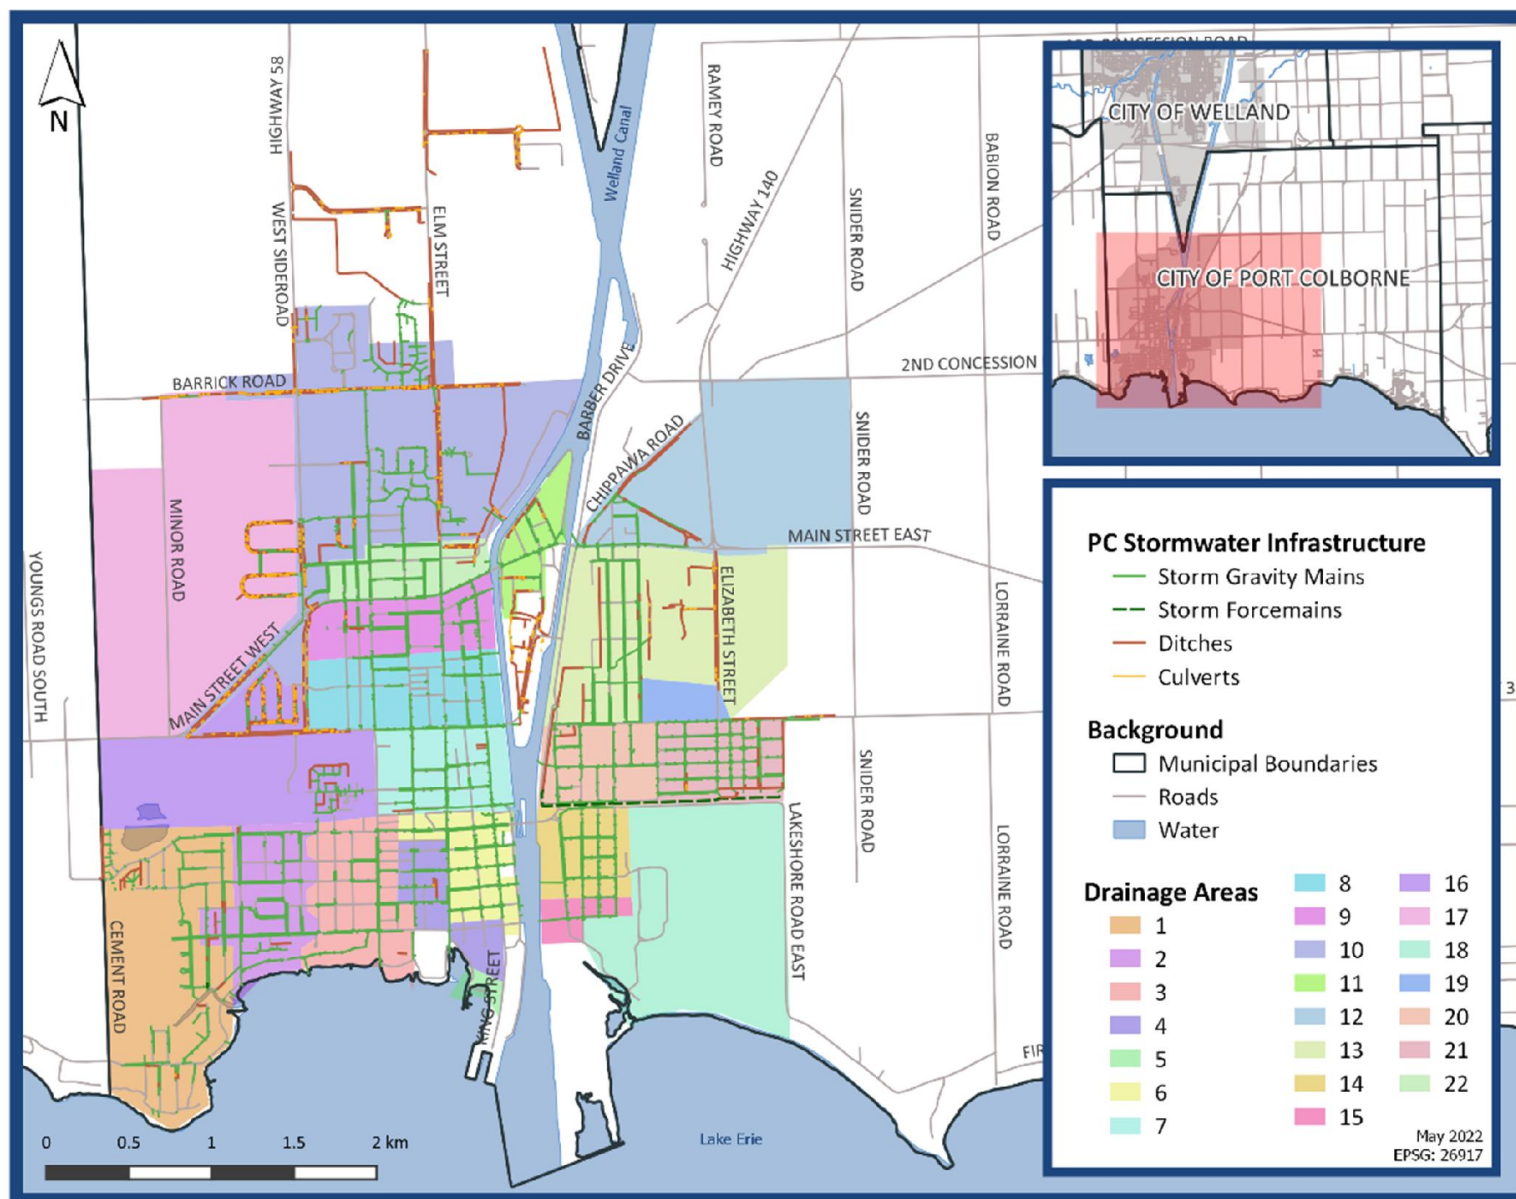 N
HIGHWAY 58
WEST SIDEROAD
ELM STREET
Welland Canal
RAMEY ROAD
HIGHWAY 140
SNIDER ROAD
BABION ROAD
CITY OF WELLAND
CITY OF PORT COLBORNE
BARRICK ROAD
BARBER DRIVE
2ND CONCESSION
CHIPPAWA ROAD
SNIDER ROAD
MINOR ROAD
MAIN STREET EAST
YOUNGS ROAD SOUTH
MAIN STREET WEST
ELIZABETH STREET
LORRAINE ROAD
3
SNIDER ROAD
LAKESHORE ROAD EAST
LORRAINE ROAD
CEMENT ROAD
KING STREET
FIR
Lake Erie
0 0.5 1 1.5 2 km
PC Stormwater Infrastructure
Storm Gravity Mains
Storm Forcemains
Ditches
Culverts
Background
Municipal Boundaries
Roads
Water
Drainage Areas
1
2
3
4
5
6
7
8
9
10
11
12
13
14
15
16
17
18
19
20
21
22
May 2022
EPSG: 26917